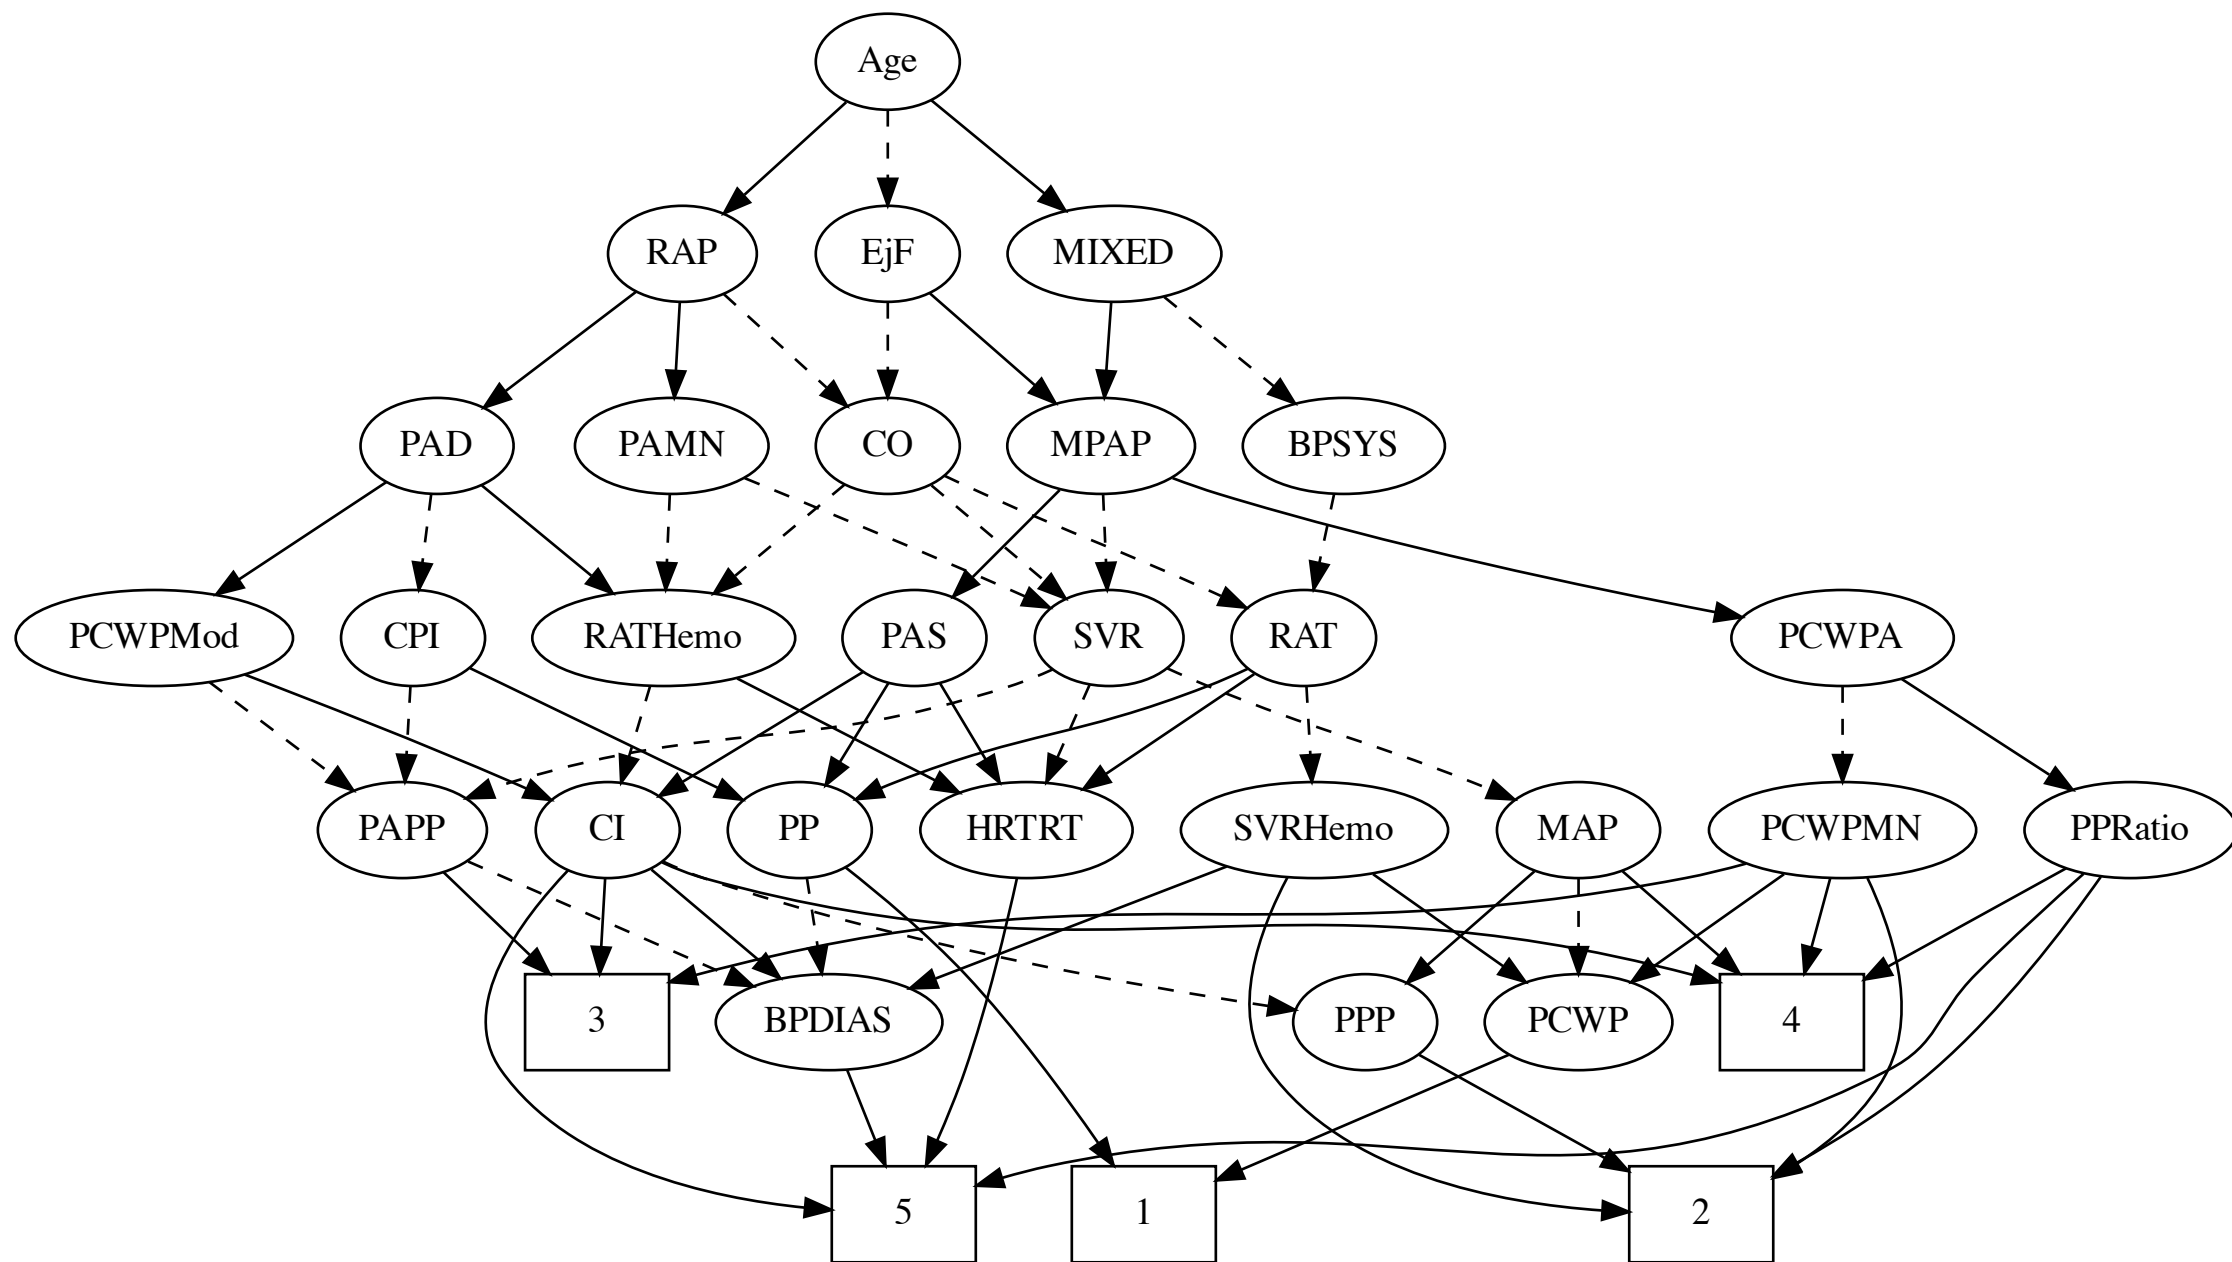 Age
RAP
EjF
MIXED
PAD
PAMN
CO
MPAP
BPSYS
PCWPMod
CPI
RATHemo
PAS
SVR
RAT
PCWPA
PAPP
CI
PP
HRTRT
SVRHemo
MAP
PCWPMN
PPRatio
3
BPDIAS
PPP
PCWP
4
5
1
2